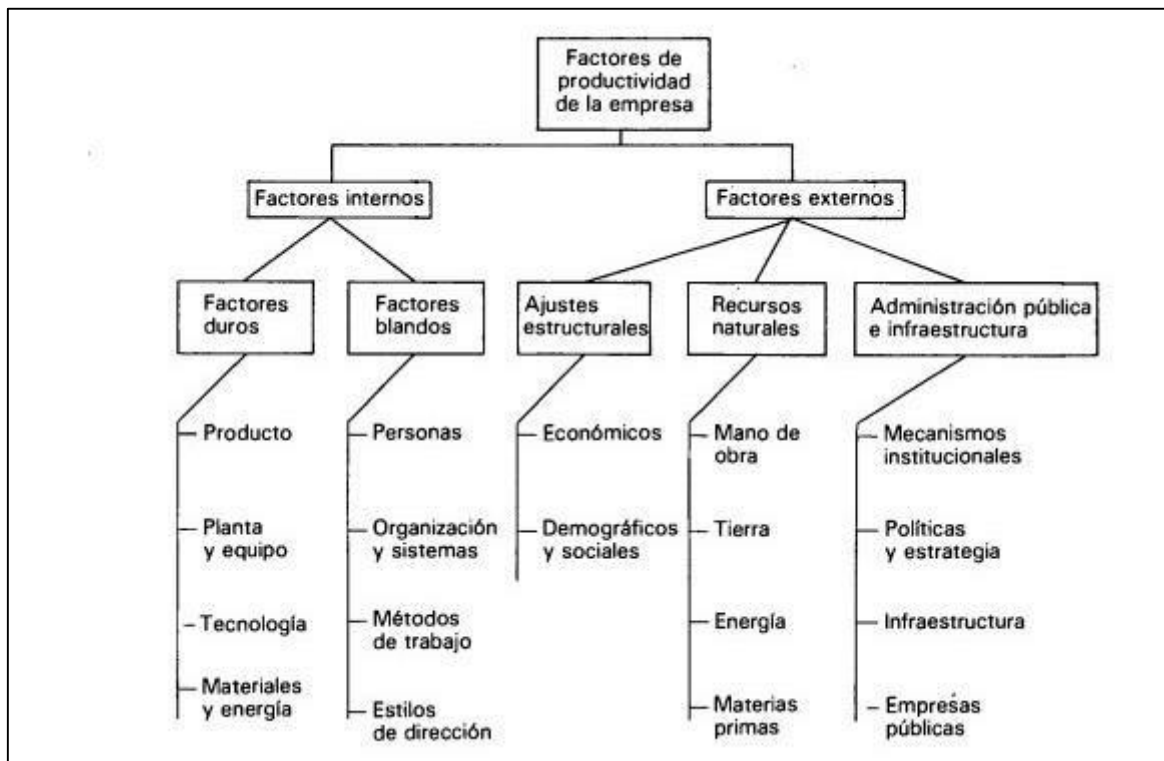 Factores de
productividad
de la empresa
Factores internos
Factores externos
Factores
duros
Factores
blandos
Ajustes
estructurales
Recursos
naturales
Administración pública
e infraestructura
Producto
Planta
y equipo
Tecnología
Materiales
y energía
Personas
Organización
y sistemas
Métodos
de trabajo
Estilos
de dirección
Económicos
Demográficos
y sociales
Mano de
obra
Tierra
Energía
Materias
primas
Mecanismos
institucionales
Políticas
y estrategia
Infraestructura
Empresas
públicas